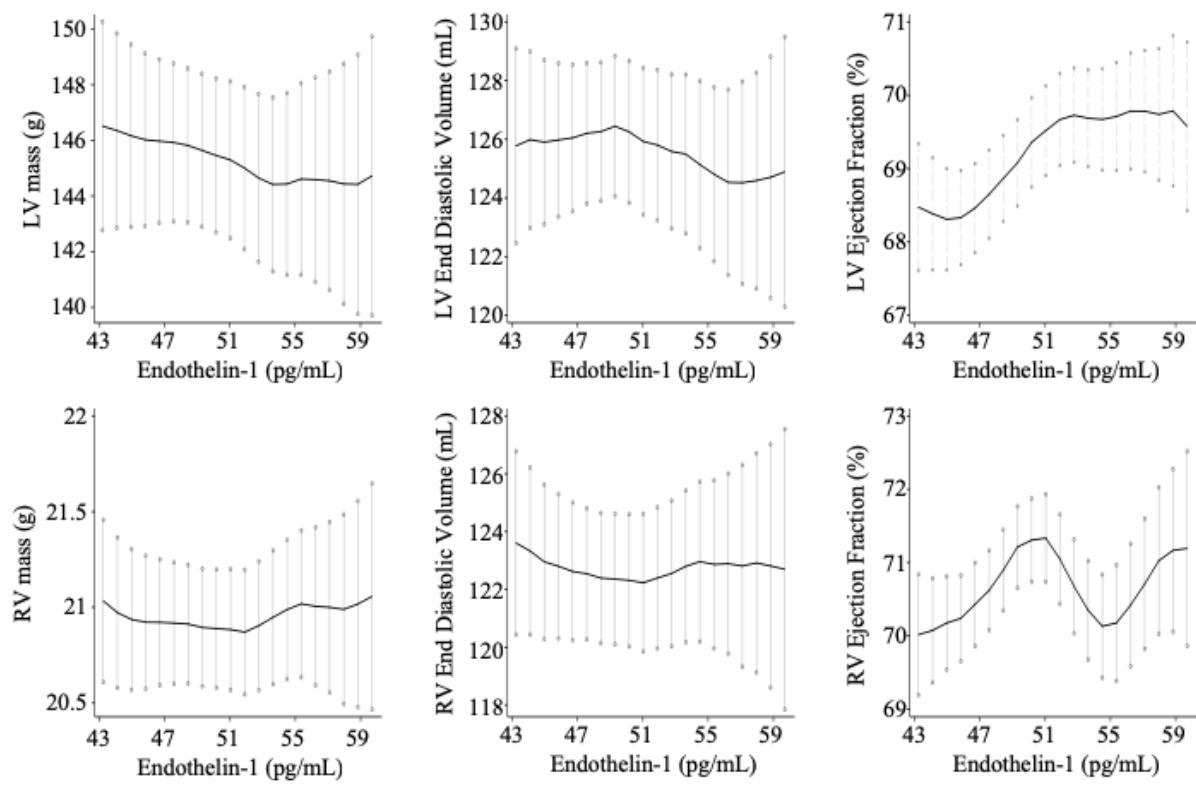 LV mass (g)
150
148
146
144
142
140
43 47 51 55 59
Endothelin-1 (pg/mL)
LV End Diastolic Volume (mL)
130
128
126
124
122
120
43 47 51 55 59
Endothelin-1 (pg/mL)
LV Ejection Fraction (%)
71
70
69
68
67
43 47 51 55 59
Endothelin-1 (pg/mL)
RV mass (g)
22
21.5
21
20.5
43 47 51 55 59
Endothelin-1 (pg/mL)
RV End Diastolic Volume (mL)
128
126
124
122
120
118
43 47 51 55 59
Endothelin-1 (pg/mL)
RV Ejection Fraction (%)
73
72
71
70
69
43 47 51 55 59
Endothelin-1 (pg/mL)